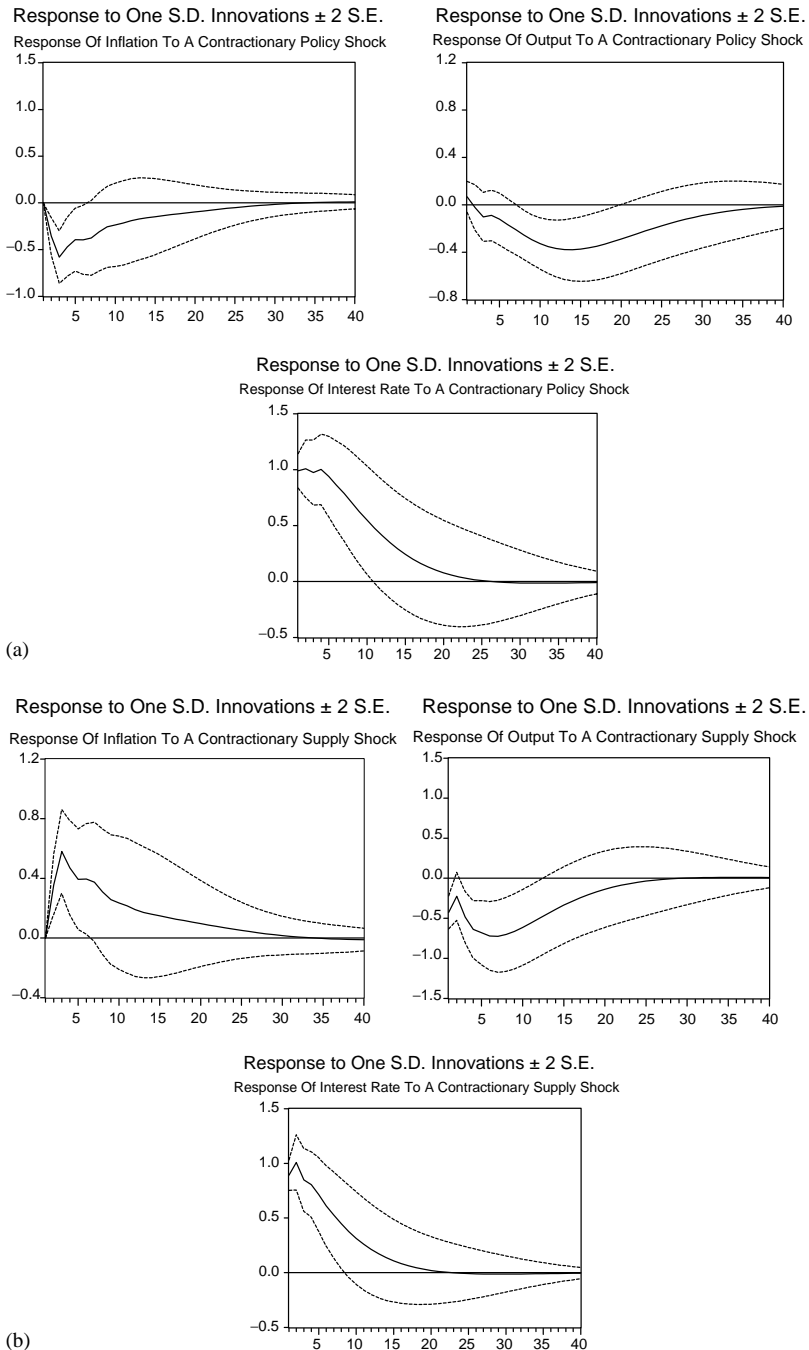 Response to One S.D. Innovations ± 2 S.E.
Response Of Inflation To A Contractionary Policy Shock
1.5
1.0
0.5
0.0
−0.5
−1.0
5 10 15 20 25 30 35 40
Response to One S.D. Innovations ± 2 S.E.
Response Of Output To A Contractionary Policy Shock
1.2
0.8
0.4
0.0
−0.4
−0.8
5 10 15 20 25 30 35 40
Response to One S.D. Innovations ± 2 S.E.
Response Of Interest Rate To A Contractionary Policy Shock
1.5
1.0
0.5
0.0
−0.5
5 10 15 20 25 30 35 40
(a)
Response to One S.D. Innovations ± 2 S.E.
Response Of Inflation To A Contractionary Supply Shock
1.2
0.8
0.4
0.0
−0.4
5 10 15 20 25 30 35 40
Response to One S.D. Innovations ± 2 S.E.
Response Of Output To A Contractionary Supply Shock
1.5
1.0
0.5
0.0
−0.5
−1.0
−1.5
5 10 15 20 25 30 35 40
Response to One S.D. Innovations ± 2 S.E.
Response Of Interest Rate To A Contractionary Supply Shock
1.5
1.0
0.5
0.0
−0.5
5 10 15 20 25 30 35 40
(b)